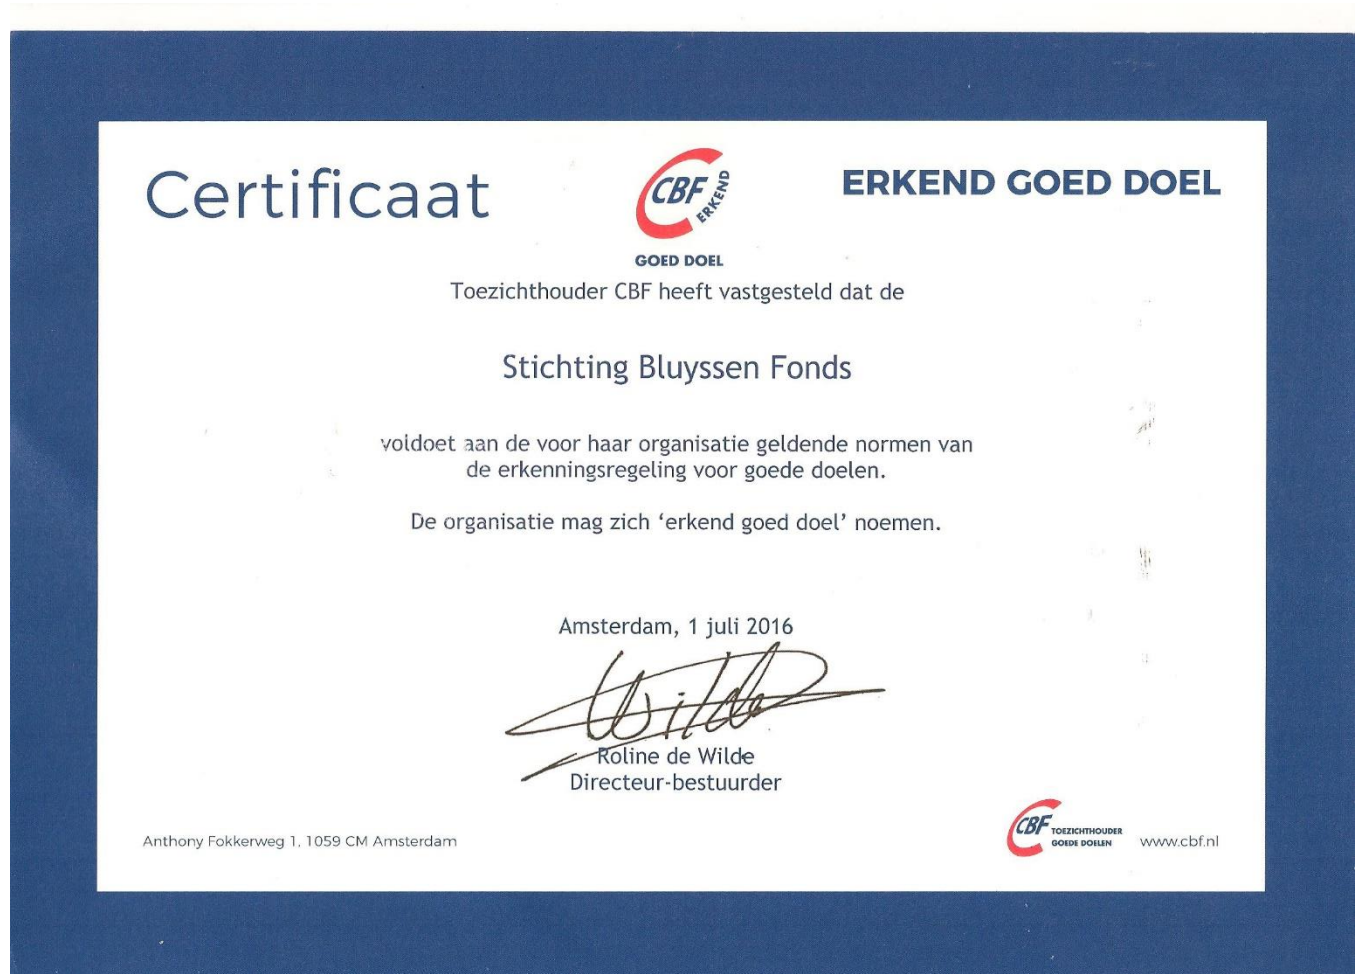 Certificaat
CBF
ERKEND
GOED DOEL
ERKEND GOED DOEL
Toezichthouder CBF heeft vastgesteld dat de
Stichting Bluyssen Fonds
voldoet aan de voor haar organisatie geldende normen van
de erkenningsregeling voor goede doelen.
De organisatie mag zich ‘erkend goed doel’ noemen.
Amsterdam, 1 juli 2016
Wilde
Roline de Wilde
Directeur-bestuurder
Anthony Fokkerweg 1, 1059 CM Amsterdam
CBF
TOEZICHTHOUDER
GOEDE DOELEN
www.cbf.nl